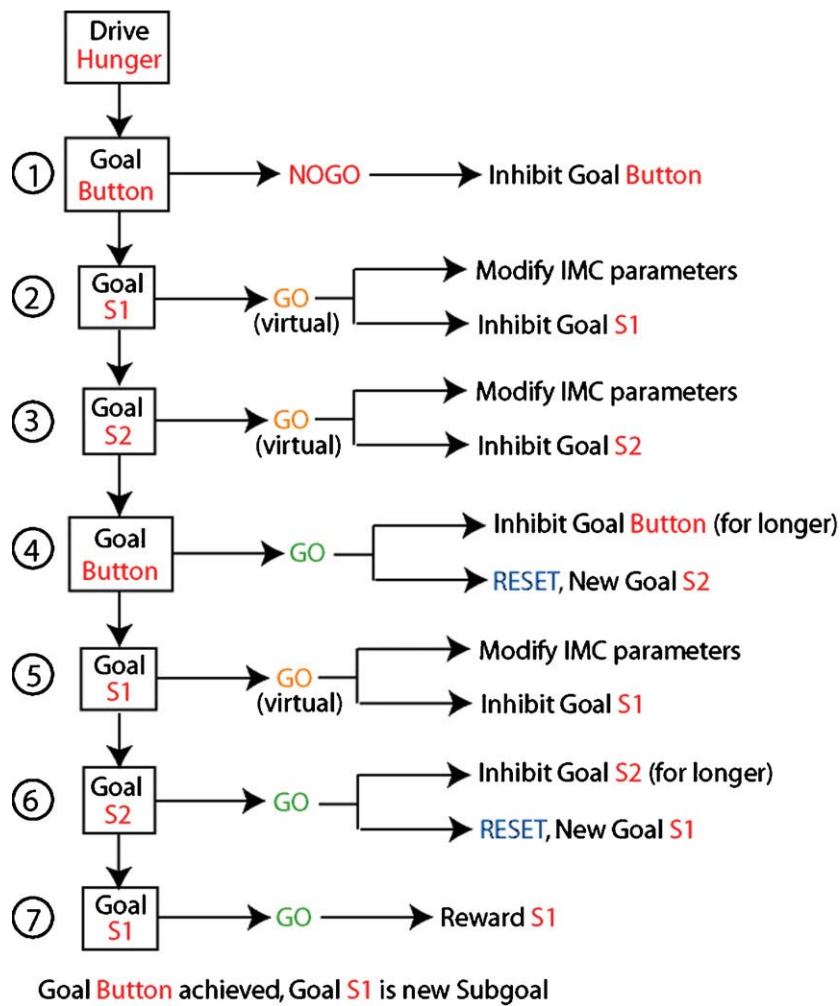 Drive
Hunger
1
Goal
Button
NOGO
Inhibit Goal Button
2
Goal
S1
GO
(virtual)
Modify IMC parameters
Inhibit Goal S1
3
Goal
S2
GO
(virtual)
Modify IMC parameters
Inhibit Goal S2
4
Goal
Button
GO
Inhibit Goal Button (for longer)
RESET, New Goal S2
5
Goal
S1
GO
(virtual)
Modify IMC parameters
Inhibit Goal S1
6
Goal
S2
GO
Inhibit Goal S2 (for longer)
RESET, New Goal S1
7
Goal
S1
GO
Reward S1
Goal Button achieved, Goal S1 is new Subgoal